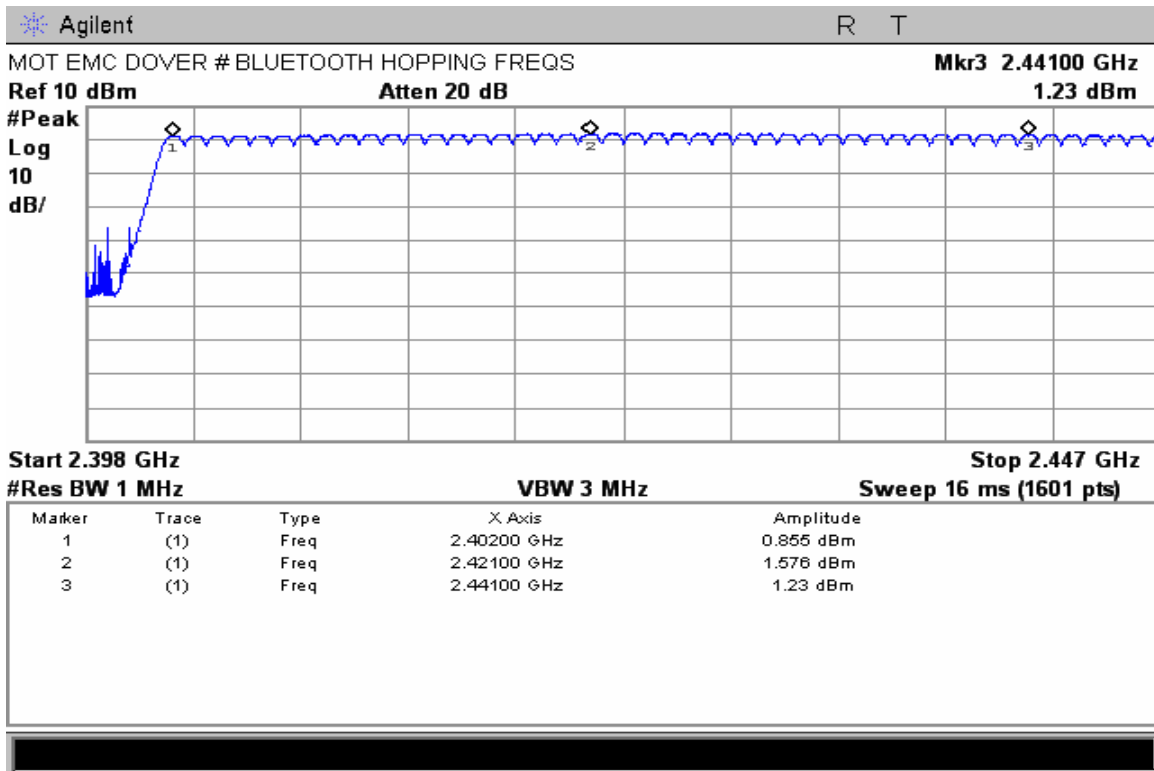 Agilent R T
MOT EMC DOVER # BLUETOOTH HOPPING FREQS Mkr3 2.44100 GHz
Ref 10 dBm Atten 20 dB 1.23 dBm
#Peak
Log
10
dB/
1 2 3
Start 2.398 GHz Stop 2.447 GHz
#Res BW 1 MHz VBW 3 MHz Sweep 16 ms (1601 pts)
Marker Trace Type X Axis Amplitude
1 (1) Freq 2.40200 GHz 0.855 dBm
2 (1) Freq 2.42100 GHz 1.576 dBm
3 (1) Freq 2.44100 GHz 1.23 dBm